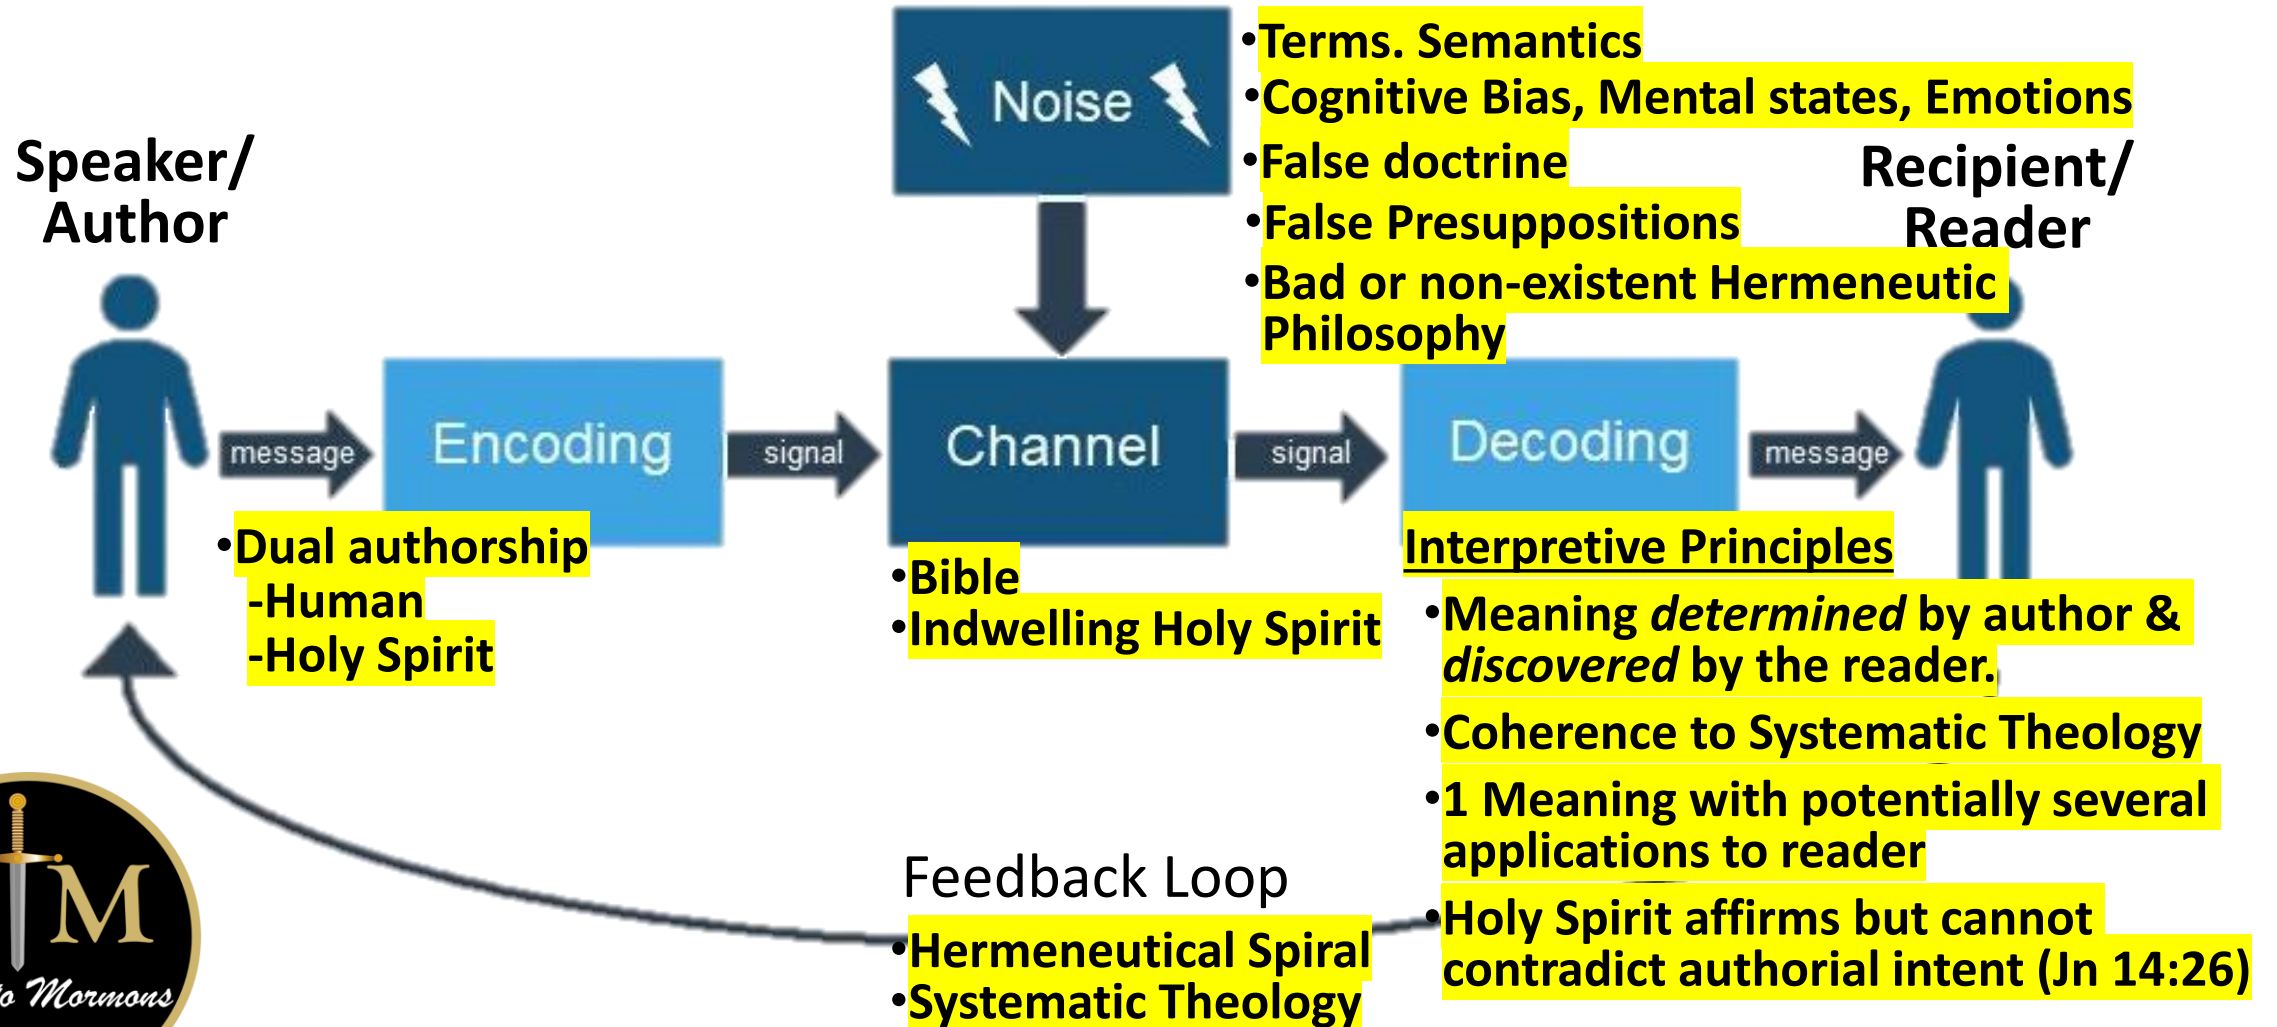 Speaker/
Author
Noise
•Terms. Semantics
•Cognitive Bias, Mental states, Emotions
•False doctrine
•False Presuppositions
•Bad or non-existent Hermeneutic
Philosophy
Recipient/
Reader
message
Encoding
signal
Channel
signal
Decoding
message
•Dual authorship
-Human
-Holy Spirit
•Bible
•Indwelling Holy Spirit
Interpretive Principles
•Meaning determined by author &
discovered by the reader.
•Coherence to Systematic Theology
•1 Meaning with potentially several
applications to reader
•Holy Spirit affirms but cannot
contradict authorial intent (Jn 14:26)
Feedback Loop
•Hermeneutical Spiral
•Systematic Theology
M
o Mormons